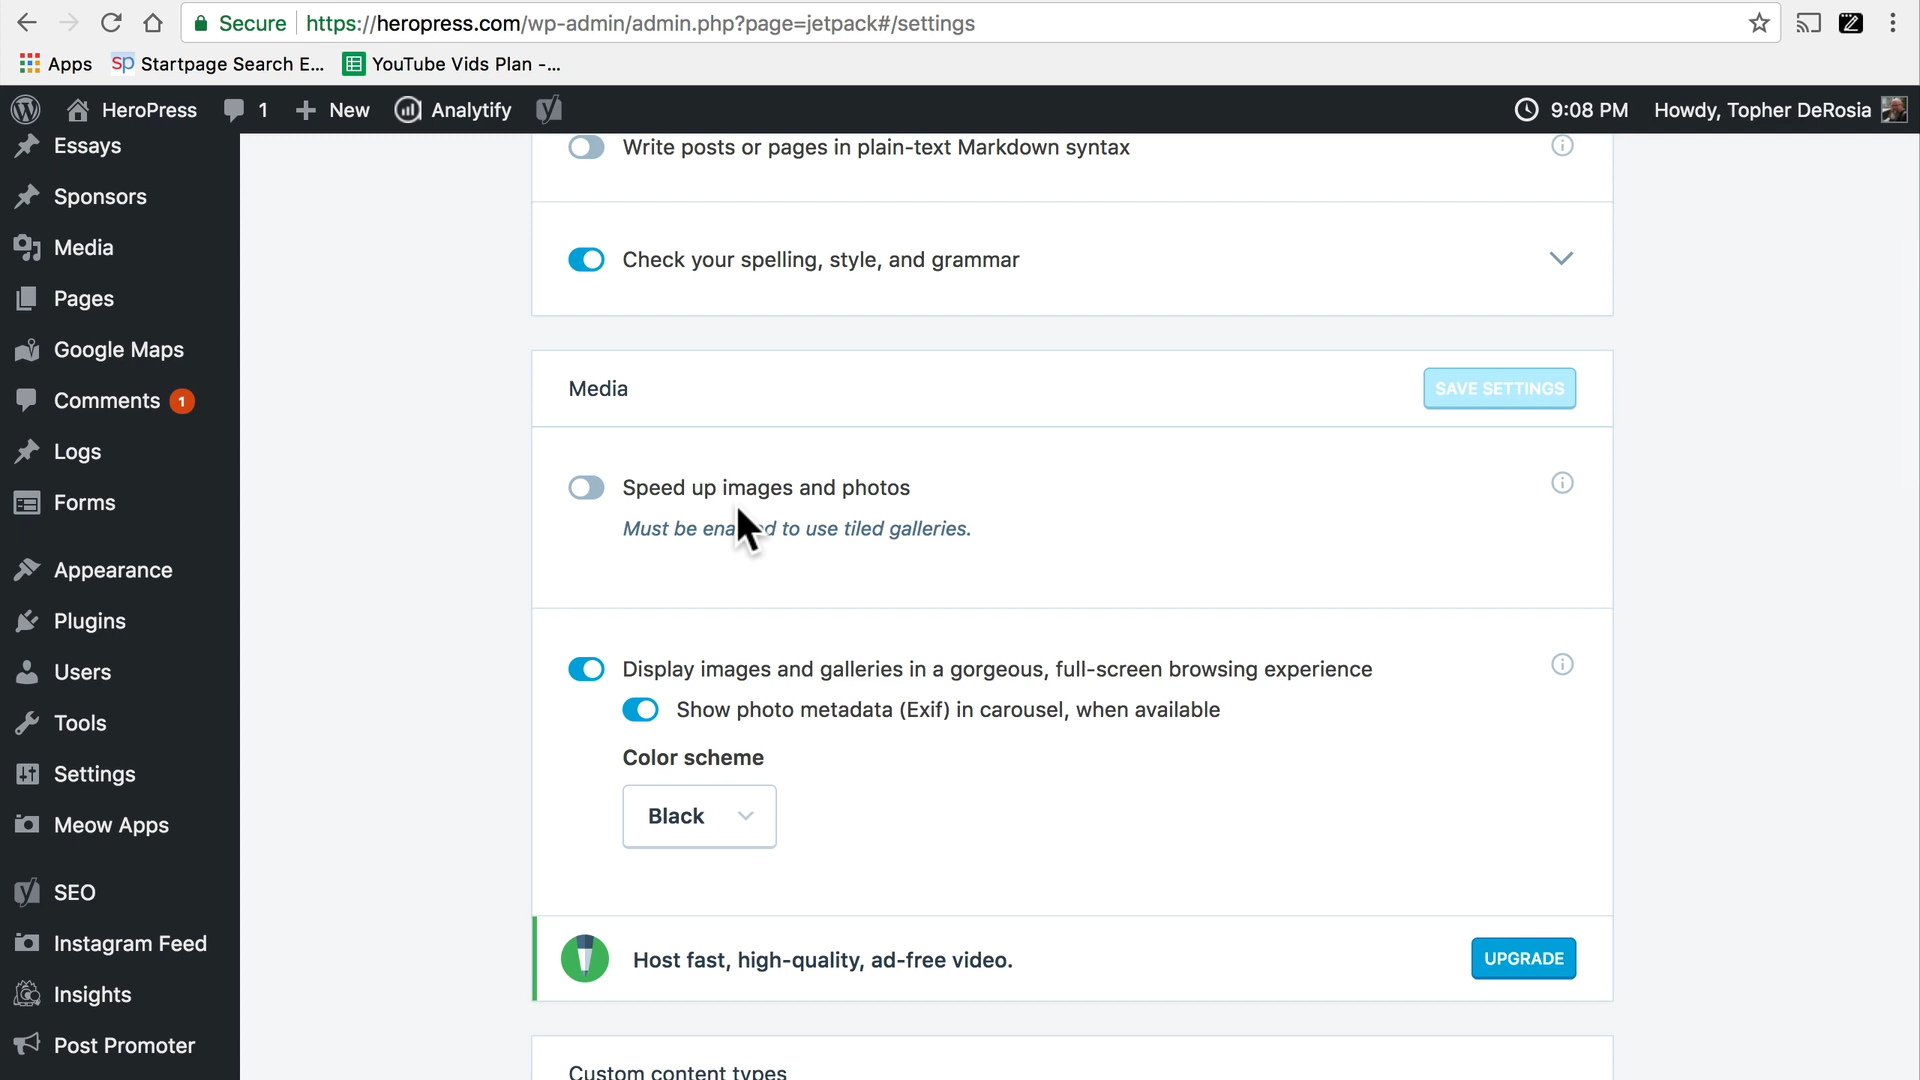 Secure https://heropress.com/wp-admin/admin.php?page=jetpack#/settings
Apps sp Startpage Search E... YouTube Vids Plan -...
HeroPress 1 New Analytify 9:08 PM Howdy, Topher DeRosia
Essays
Sponsors
Media
Pages
Google Maps
Comments 1
Logs
Forms
Appearance
Plugins
Users
Tools
Settings
Meow Apps
SEO
Instagram Feed
Insights
Post Promoter
Write posts or pages in plain-text Markdown syntax
Check your spelling, style, and grammar
Media SAVE SETTINGS
Speed up images and photos
Must be enabled to use tiled galleries.
Display images and galleries in a gorgeous, full-screen browsing experience
Show photo metadata (Exif) in carousel, when available
Color scheme
Black
Host fast, high-quality, ad-free video. UPGRADE
Custom content types